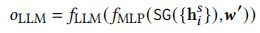 o_LLM = f_LLM(f_MLP(SG({h_i^s}), w′))